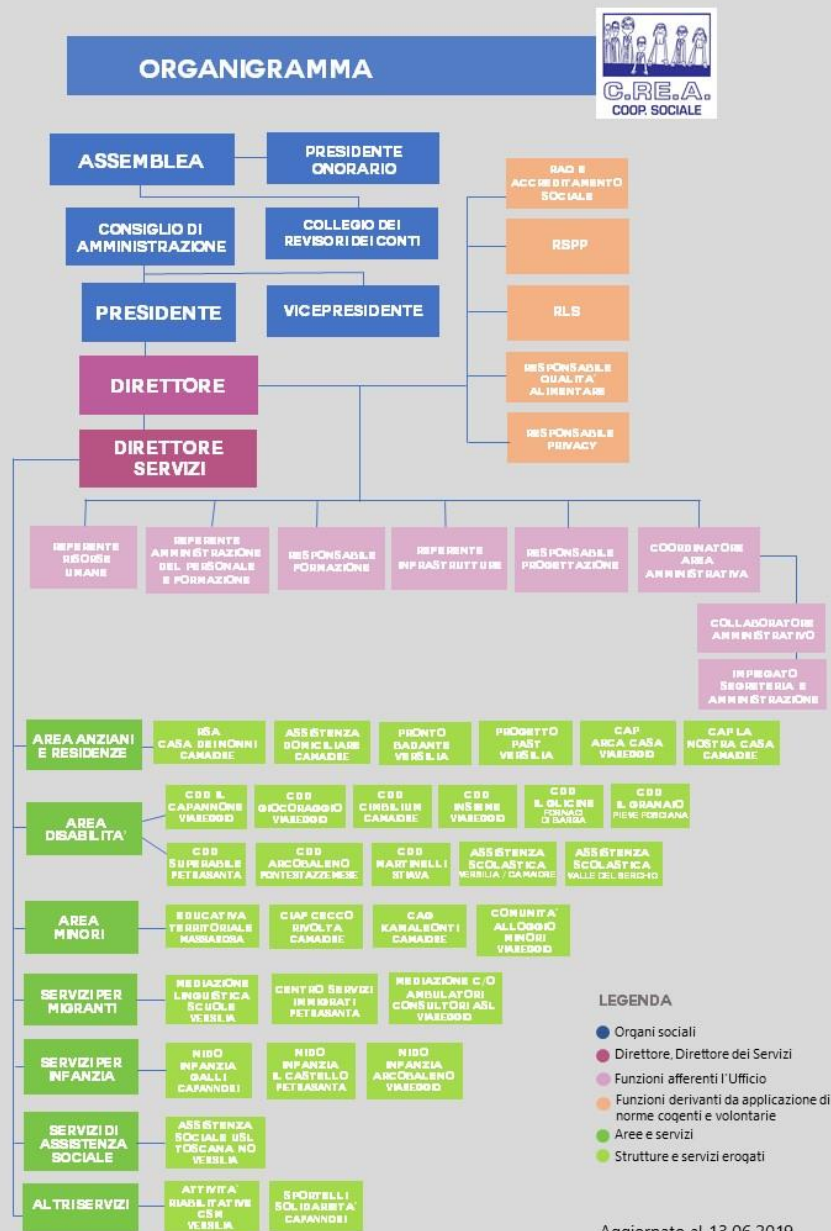 ORGANIGRAMMA
C.RE.A.
COOP. SOCIALE
ASSEMBLEA
PRESIDENTE
ONORARIO
CONSIGLIO DI
AMMINISTRAZIONE
COLLEGIO DEI
REVISORI DEI CONTI
PRESIDENTE
VICEPRESIDENTE
DIRETTORE
DIRETTORE
SERVIZI
RAQ E
ACCREDITAMENTO
SOCIALE
RSPP
RLS
RESPONSABILE
QUALITA'
ALIMENTARE
RESPONSABILE
PRIVACY
REFERENTE
RISORSE
UMANE
REFERENTE
AMMINISTRAZIONE
DEL PERSONALE
E FORMAZIONE
RESPONSABILE
FORMAZIONE
REFERENTE
INFRASTRUTTURE
RESPONSABILE
PROGETTAZIONE
COORDINATORE
AREA
AMMINISTRATIVA
COLLABORATORE
AMMINISTRATIVO
IMPIEGATO
SEGRETERIA E
AMMINISTRAZIONE
AREA ANZIANI
E RESIDENZE
RSA
CASA DEI NONNI
CAMAIORE
ASSISTENZA
DOMICILIARE
CAMAIORE
PRONTO
BADANTE
VERSILIA
PROGETTO
PAST
VERSILIA
CAP
ARCA CASA
VIAREGGIO
CAP LA
NOSTRA CASA
CAMAIORE
AREA
DISABILITA'
CDD IL
CAPANNONE
VIAREGGIO
CDD
GIOCORAGGIO
VIAREGGIO
CDD
CIMBILIUM
CAMAIORE
CDD
INSIEME
VIAREGGIO
CDD
IL GLICINE
FORNACI
DI BARGA
CDD
IL GRANAIO
PIEVE FOSCIANA
CDD
SUPERABILE
PETRASANTA
CDD
ARCOBALENO
PONTESTAZZEMESE
CDD
MARTINELLI
STIAVA
ASSISTENZA
SCOLASTICA
VERSILIA / CAMAIORE
ASSISTENZA
SCOLASTICA
VALLE DEL SERCHIO
AREA
MINORI
EDUCATIVA
TERRITORIALE
MASSAROSA
CIAF CECCO
RIVOLTA
CAMAIORE
CAG
KAMALEONTI
CAMAIORE
COMUNITA'
ALLOGGIO
MINORI
VIAREGGIO
SERVIZI PER
MIGRANTI
MEDIAZIONE
LINGUISTICA
SCUOLE
VERSILIA
CENTRO SERVIZI
IMMIGRATI
PETRASANTA
MEDIAZIONE C/O
AMBULATORI
CONSULTORI ASL
VIAREGGIO
SERVIZI PER
INFANZIA
NIDO
INFANZIA
GALLI
CAPANNORI
NIDO
INFANZIA
IL CASTELLO
PETRASANTA
NIDO
INFANZIA
ARCOBALENO
VIAREGGIO
SERVIZI DI
ASSISTENZA
SOCIALE
ASSISTENZA
SOCIALE USL
TOSCANA NO
VERSILIA
ALTRI SERVIZI
ATTIVITA'
RIABILITATIVE
CSM
VERSILIA
SPORTELLI
SOLIDARIETA'
CAPANNORI
LEGENDA
Organi sociali
Direttore, Direttore dei Servizi
Funzioni afferenti l'Ufficio
Funzioni derivanti da applicazione di
norme cogenti e volontarie
Aree e servizi
Strutture e servizi erogati
Aggiornato al 13.06.2019